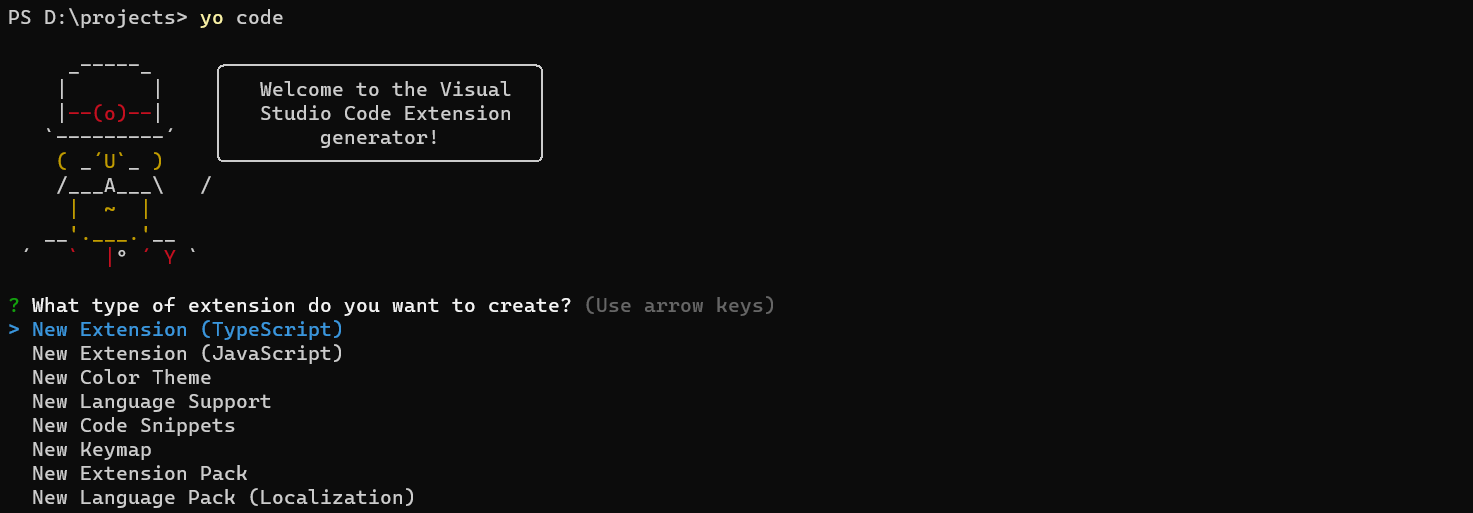 PS D:\projects> yo code
     _-----_
    |       |
    |--(o)--|
   `---------´
    ( _´U`_ )
    /___A___\   /
     |  ~  |
   __'.___.'__
 ´   `  |° ´ Y `
Welcome to the Visual
Studio Code Extension
generator!
? What type of extension do you want to create? (Use arrow keys)
> New Extension (TypeScript)
  New Extension (JavaScript)
  New Color Theme
  New Language Support
  New Code Snippets
  New Keymap
  New Extension Pack
  New Language Pack (Localization)